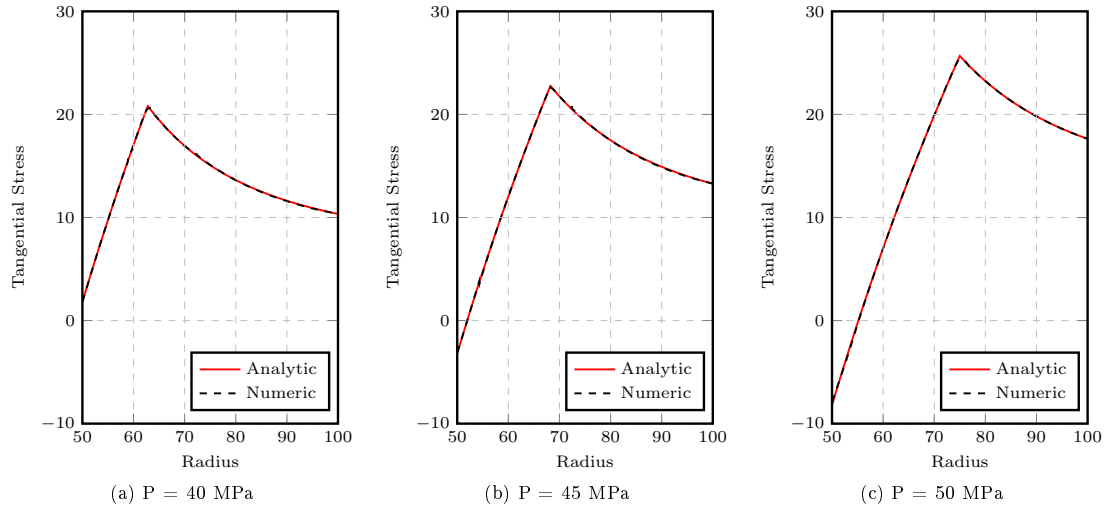 30
20
10
0
−10
Tangential Stress
Analytic
Numeric
50 60 70 80 90 100
Radius
(a) P = 40 MPa
30
20
10
0
−10
Tangential Stress
Analytic
Numeric
50 60 70 80 90 100
Radius
(b) P = 45 MPa
30
20
10
0
−10
Tangential Stress
Analytic
Numeric
50 60 70 80 90 100
Radius
(c) P = 50 MPa